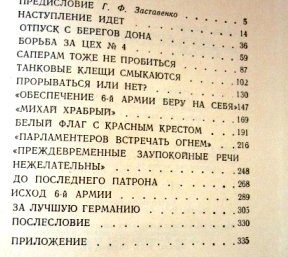 ПРЕДИСЛОВИЕ Г. Ф. Заставенко 5
НАСТУПЛЕНИЕ ИДЕТ 14
ОТПУСК С БЕРЕГОВ ДОНА 36
БОРЬБА ЗА ЦЕХ № 4 59
САПЕРАМ ТОЖЕ НЕ ПРОБИТЬСЯ 87
ТАНКОВЫЕ КЛЕЩИ СМЫКАЮТСЯ 102
ПРОРЫВАТЬСЯ ИЛИ НЕТ? 130
«ОБЕСПЕЧЕНИЕ 6-Й АРМИИ БЕРУ НА СЕБЯ» 147
«МИХАЙ ХРАБРЫЙ» 169
БЕЛЫЙ ФЛАГ С КРАСНЫМ КРЕСТОМ 191
«ПАРЛАМЕНТЕРОВ ВСТРЕЧАТЬ ОГНЕМ» 216
«ПРЕЖДЕВРЕМЕННЫЕ ЗАУПОКОЙНЫЕ РЕЧИ
НЕЖЕЛАТЕЛЬНЫ» 248
ДО ПОСЛЕДНЕГО ПАТРОНА 268
ИСХОД 6-Й АРМИИ 289
ЗА ЛУЧШУЮ ГЕРМАНИЮ 305
ПОСЛЕСЛОВИЕ 330
ПРИЛОЖЕНИЕ 335